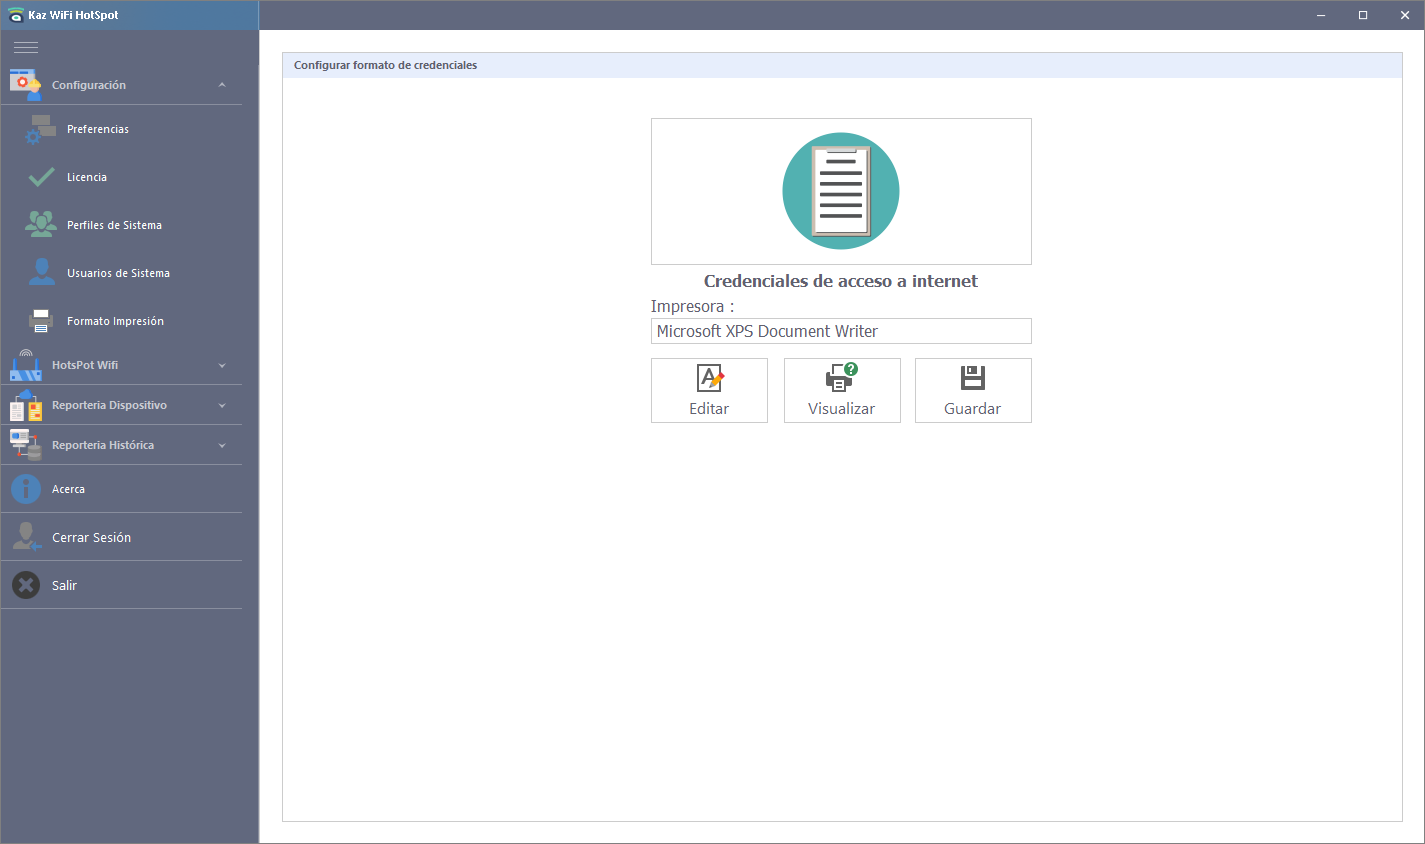 Kaz WiFi HotSpot
Configuración
Preferencias
Licencia
Perfiles de Sistema
Usuarios de Sistema
Formato Impresión
HotsPot Wifi
Reporteria Dispositivo
Reporteria Histórica
Acerca
Cerrar Sesión
Salir
Configurar formato de credenciales
Credenciales de acceso a internet
Impresora :
Microsoft XPS Document Writer
Editar
Visualizar
Guardar